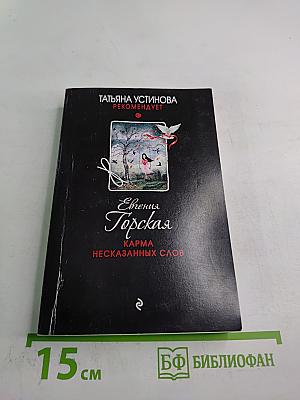 ТАТЬЯНА УСТИНОВА
РЕКОМЕНДУЕТ
Евгения
Горская
КАРМА
НЕСКАЗАННЫХ СЛОВ
15 см
БФ БИБЛИОФАН